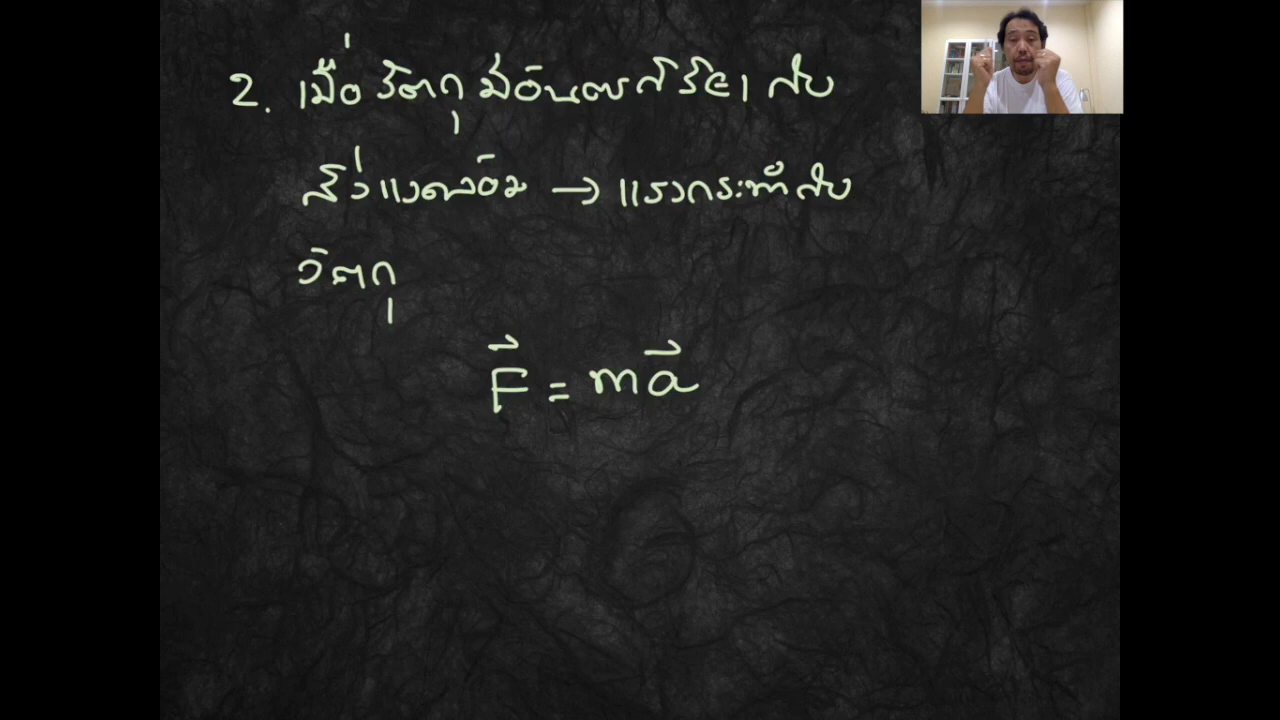 2. เมื่อ วัตถุ มีอันตรกิริยา กับ
สิ่งแวดล้อม → แรงกระทำกับ
วัตถุ
F⃗ = ma⃗